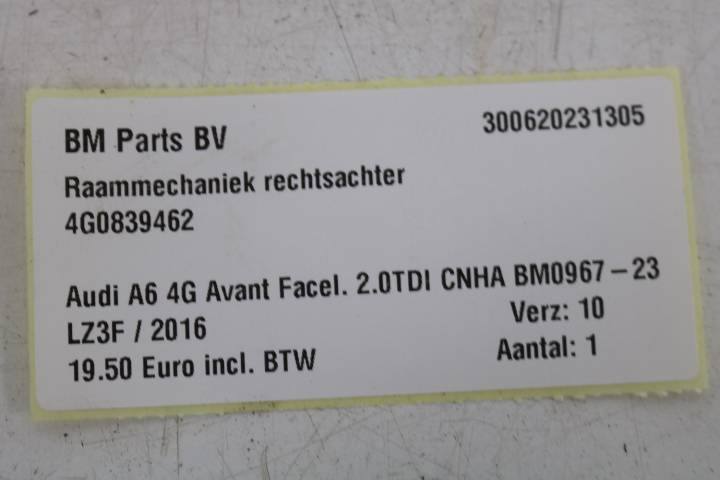 BM Parts BV 300620231305
Raammechaniek rechtsachter
4G0839462
Audi A6 4G Avant Facel. 2.0TDI CNHA BM0967-23
LZ3F / 2016 Verz: 10
19.50 Euro incl. BTW Aantal: 1